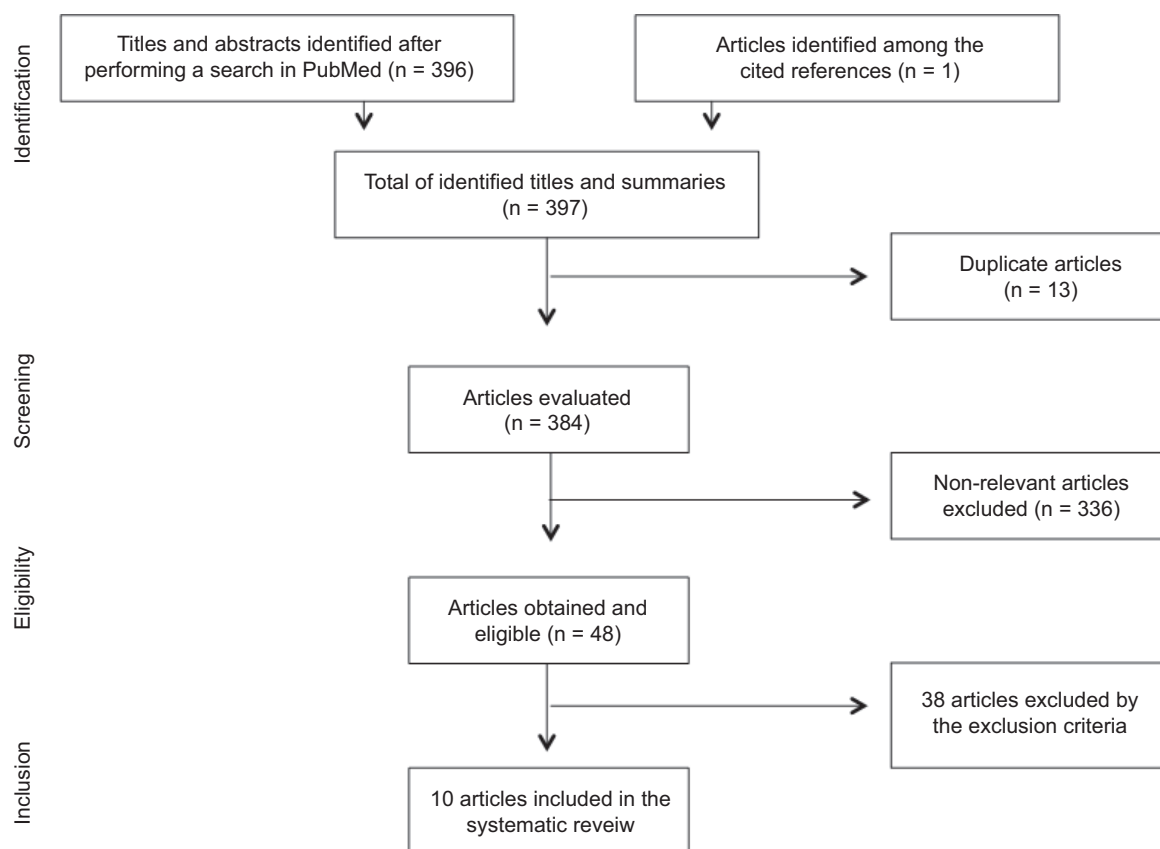 Identification
Titles and abstracts identified after
performing a search in PubMed (n = 396)
Articles identified among the
cited references (n = 1)
Total of identified titles and summaries
(n = 397)
Duplicate articles
(n = 13)
Screening
Articles evaluated
(n = 384)
Non-relevant articles
excluded (n = 336)
Eligibility
Articles obtained and
eligible (n = 48)
38 articles excluded by
the exclusion criteria
Inclusion
10 articles included in the
systematic reveiw